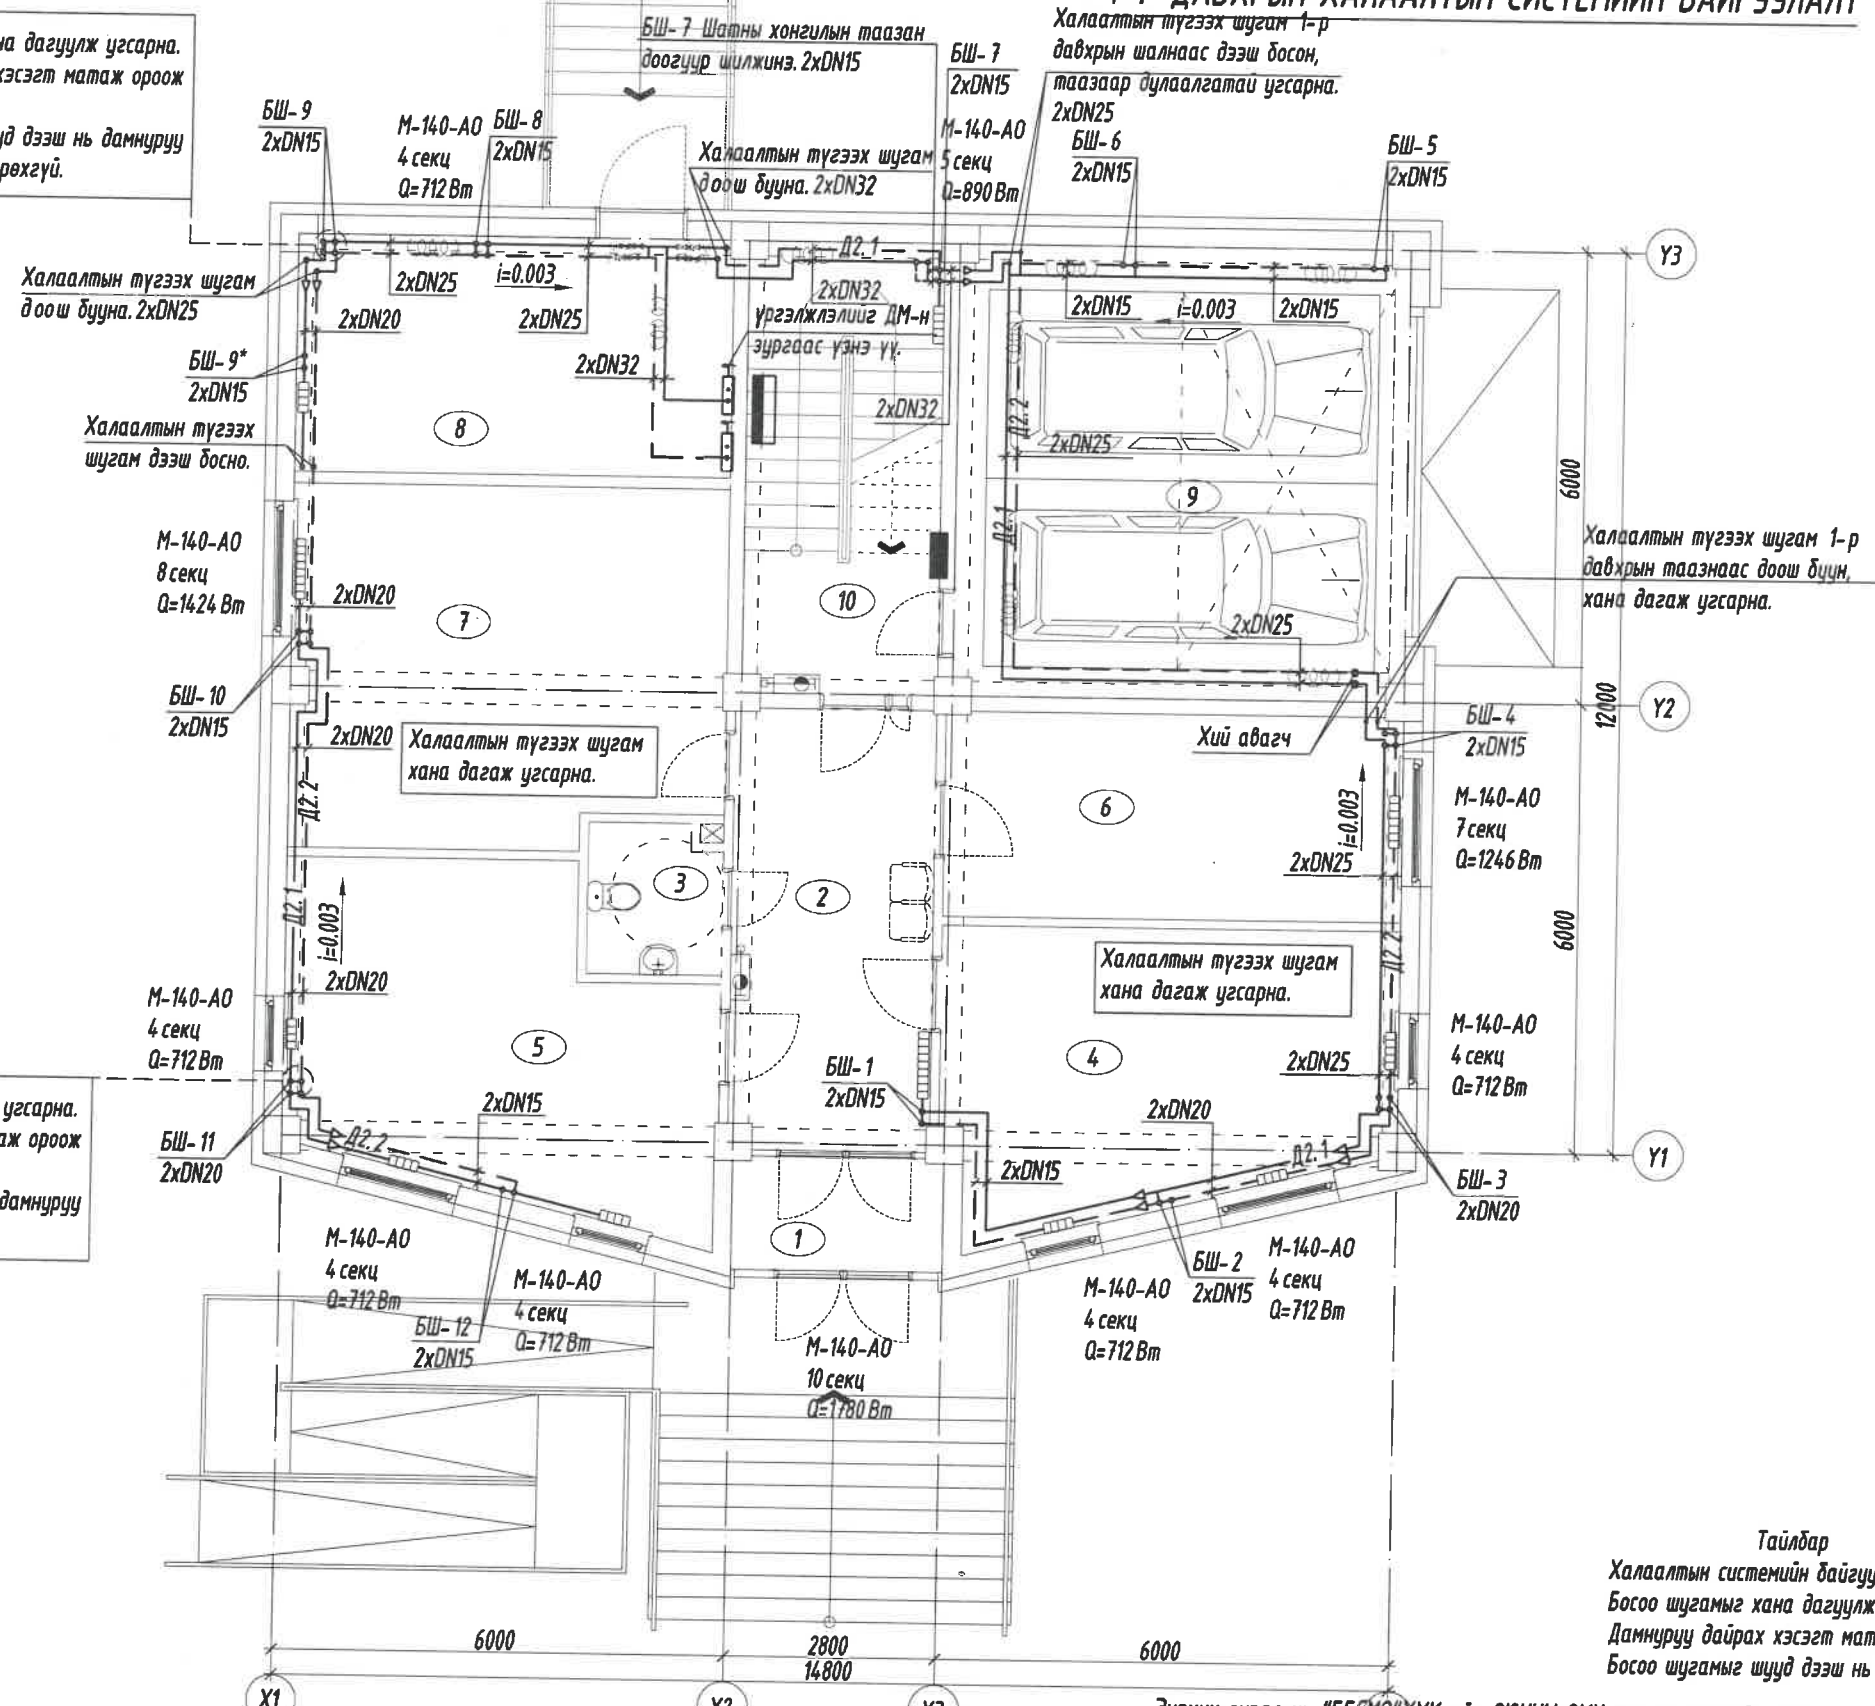 ДАВХРЫН ХАЛААЛТЫН СИСТЕМИЙН БАЙГУУЛАЛТ
на дагуулж угсарна.
хэсэгт матаж ороож
уд дээш нь дамнуруу
рөхгүй.
БШ-7 Шатны хонгилын таазан
доогуур шилжинэ. 2xDN15
БШ-7
2xDN15
Халаалтын түгээх шугам 1-р
давхрын шалнаас дээш босон,
таазаар дулаалгатай угсарна.
2xDN25
БШ-9
2xDN15
М-140-АО
4 секц
Q=712 Вт
БШ-8
2xDN15
Халаалтын түгээх шугам
доош бууна. 2xDN32
М-140-АО
5 секц
Q=890 Вт
БШ-6
2xDN15
БШ-5
2xDN15
Y3
Халаалтын түгээх шугам
доош бууна. 2xDN25
2xDN25
i=0.003
2xDN20
2xDN25
Д2.1
2xDN32
үргэлжлэлийг ДМ-н
зургаас үзнэ үү.
2xDN15
i=0.003
2xDN15
БШ-9*
2xDN15
2xDN32
2xDN32
Д2.2
2xDN25
8
Халаалтын түгээх
шугам дээш босно.
9
6000
Д2.1
М-140-АО
8 секц
Q=1424 Вт
2xDN20
7
10
2xDN25
Халаалтын түгээх шугам 1-р
давхрын таазнаас доош буун,
хана дагаж угсарна.
БШ-10
2xDN15
2xDN20
Халаалтын түгээх шугам
хана дагаж угсарна.
Хий авагч
БШ-4
2xDN15
12000
Y2
Д2.2
6
i=0.003
2xDN25
М-140-АО
7 секц
Q=1246 Вт
3
2
Д2.1
i=0.003
2xDN20
6000
Халаалтын түгээх шугам
хана дагаж угсарна.
Д2.2
М-140-АО
4 секц
Q=712 Вт
5
4
2xDN25
М-140-АО
4 секц
Q=712 Вт
БШ-1
2xDN15
угсарна.
аж ороож
дамнуруу
БШ-11
2xDN20
2xDN15
Д2.2
2xDN20
2xDN15
Д2.1
Y1
БШ-3
2xDN20
М-140-АО
4 секц
Q=712 Вт
БШ-12
2xDN15
М-140-АО
4 секц
Q=712 Вт
1
М-140-АО
10 секц
Q=1780 Вт
М-140-АО
4 секц
Q=712 Вт
БШ-2
2xDN15
М-140-АО
4 секц
Q=712 Вт
Тайлбар
Халаалтын системийн байгуу
Босоо шугамыг хана дагуулж
Дамнуруу дайрах хэсэгт мат
Босоо шугамыг шууд дээш нь
6000
2800
6000
14800
X1